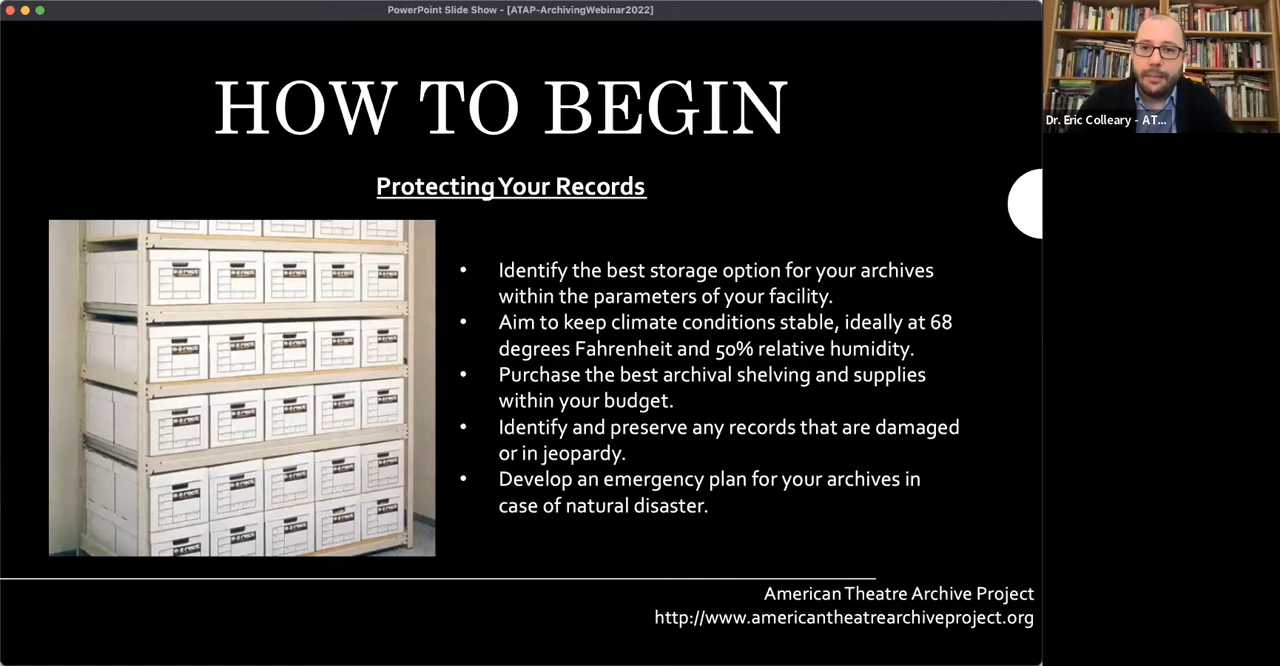 PowerPoint Slide Show - [ATAP-ArchivingWebinar2022]
HOW TO BEGIN
Protecting Your Records
• Identify the best storage option for your archives
within the parameters of your facility.
• Aim to keep climate conditions stable, ideally at 68
degrees Fahrenheit and 50% relative humidity.
• Purchase the best archival shelving and supplies
within your budget.
• Identify and preserve any records that are damaged
or in jeopardy.
• Develop an emergency plan for your archives in
case of natural disaster.
American Theatre Archive Project
http://www.americantheatrearchiveproject.org
Dr. Eric Colleary - AT...